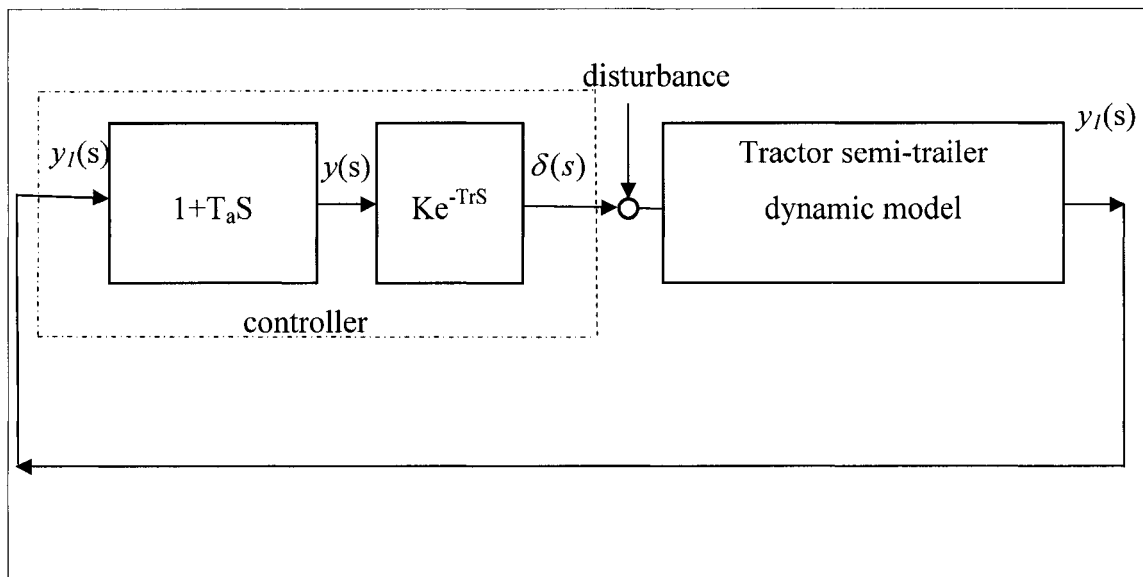 disturbance
y₁(s)
1+TₐS
y(s)
Ke^-TrS
δ(s)
Tractor semi-trailer
dynamic model
y₁(s)
controller